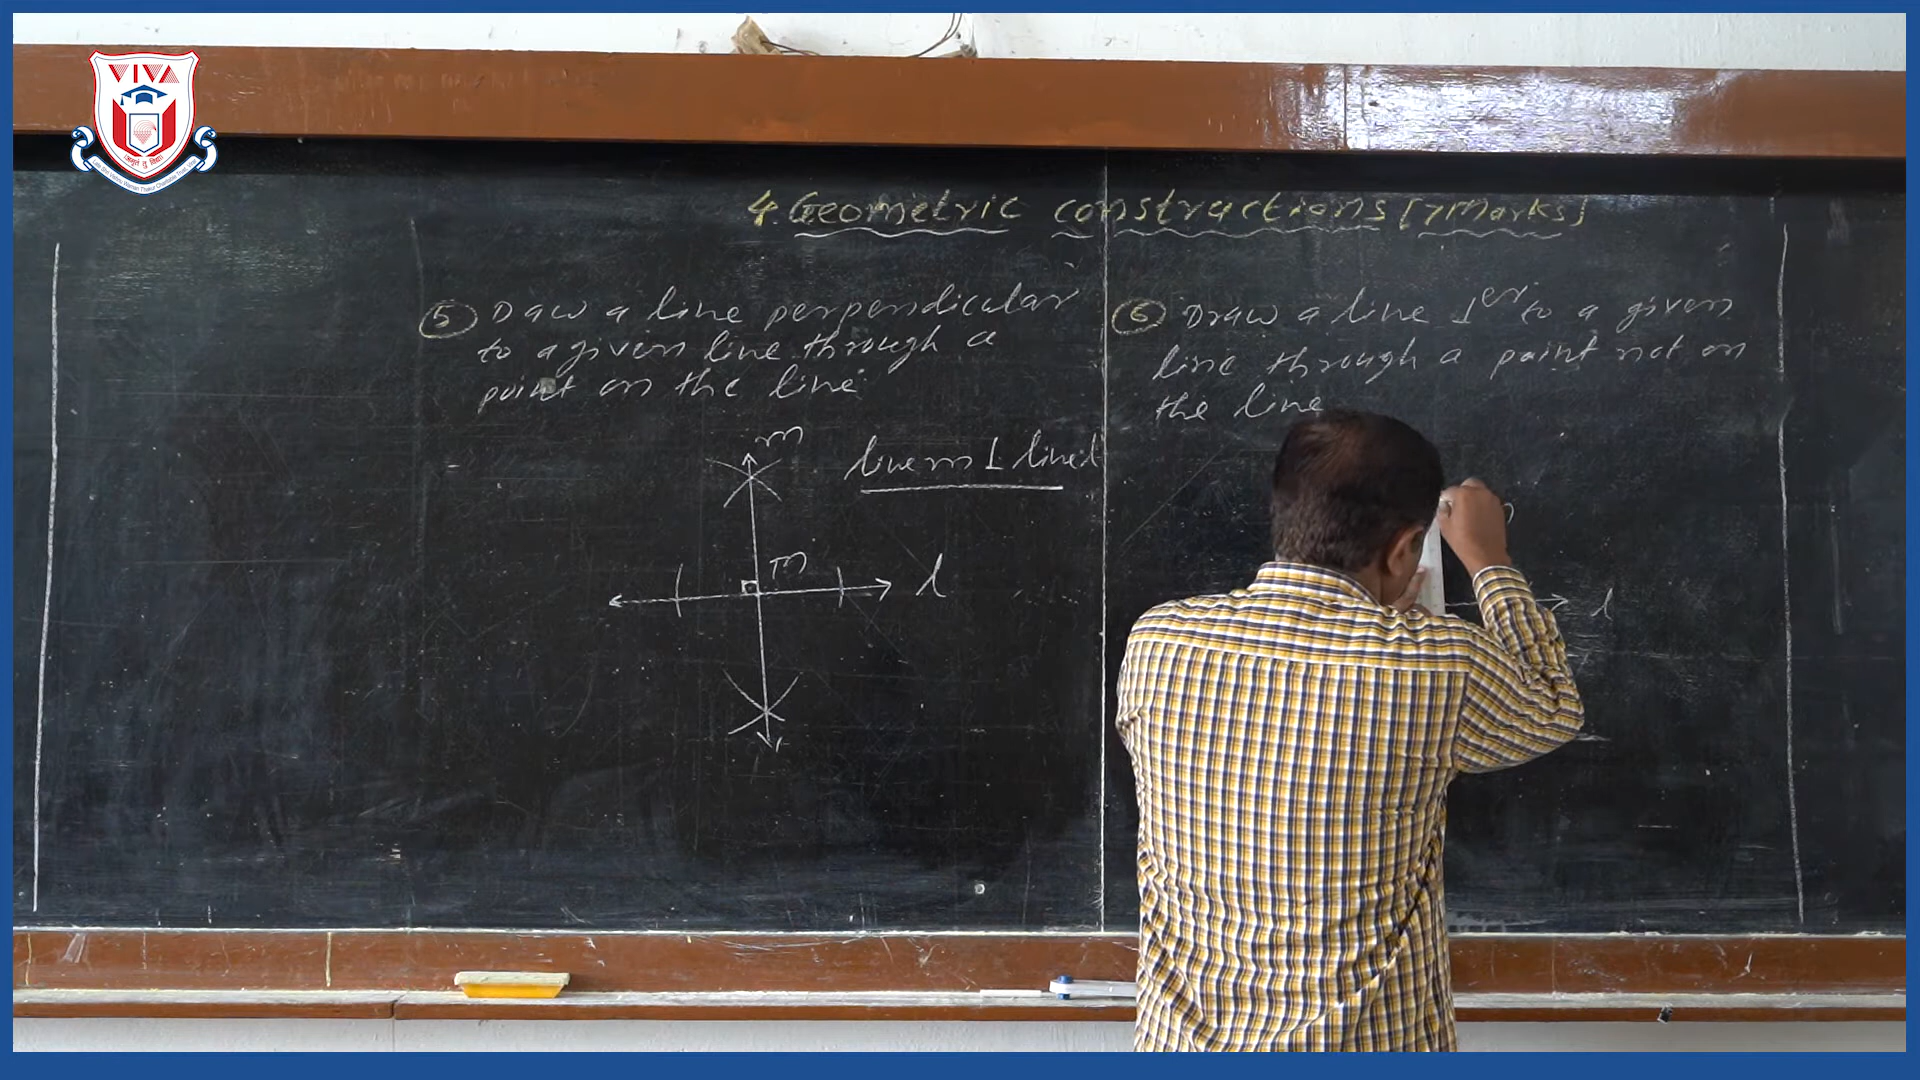 VIVA
4. Geometric constructions [7 Marks]
5 Daw a line perpendicular
to a given line through a
point on the line
m
line m ⊥ line l
m
l
6 Draw a line ⊥er to a given
line through a point not on
the line
l